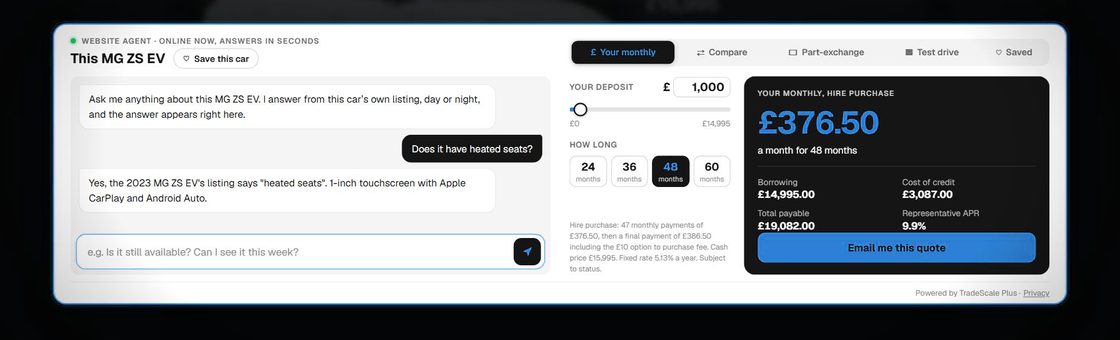 WEBSITE AGENT · ONLINE NOW, ANSWERS IN SECONDS
This MG ZS EV
♡ Save this car
£ Your monthly
⇄ Compare
Part-exchange
Test drive
♡ Saved
Ask me anything about this MG ZS EV. I answer from this car's own listing, day or night,
and the answer appears right here.
Does it have heated seats?
Yes, the 2023 MG ZS EV's listing says "heated seats". 1-inch touchscreen with Apple
CarPlay and Android Auto.
e.g. Is it still available? Can I see it this week?
YOUR DEPOSIT £ 1,000
£0 £14,995
HOW LONG
24 36 48 60
months months months months
Hire purchase: 47 monthly payments of
£376.50, then a final payment of £386.50
including the £10 option to purchase fee. Cash
price £15,995. Fixed rate 5.13% a year. Subject
to status.
YOUR MONTHLY, HIRE PURCHASE
£376.50
a month for 48 months
Borrowing Cost of credit
£14,995.00 £3,087.00
Total payable Representative APR
£19,082.00 9.9%
Email me this quote
Powered by TradeScale Plus · Privacy